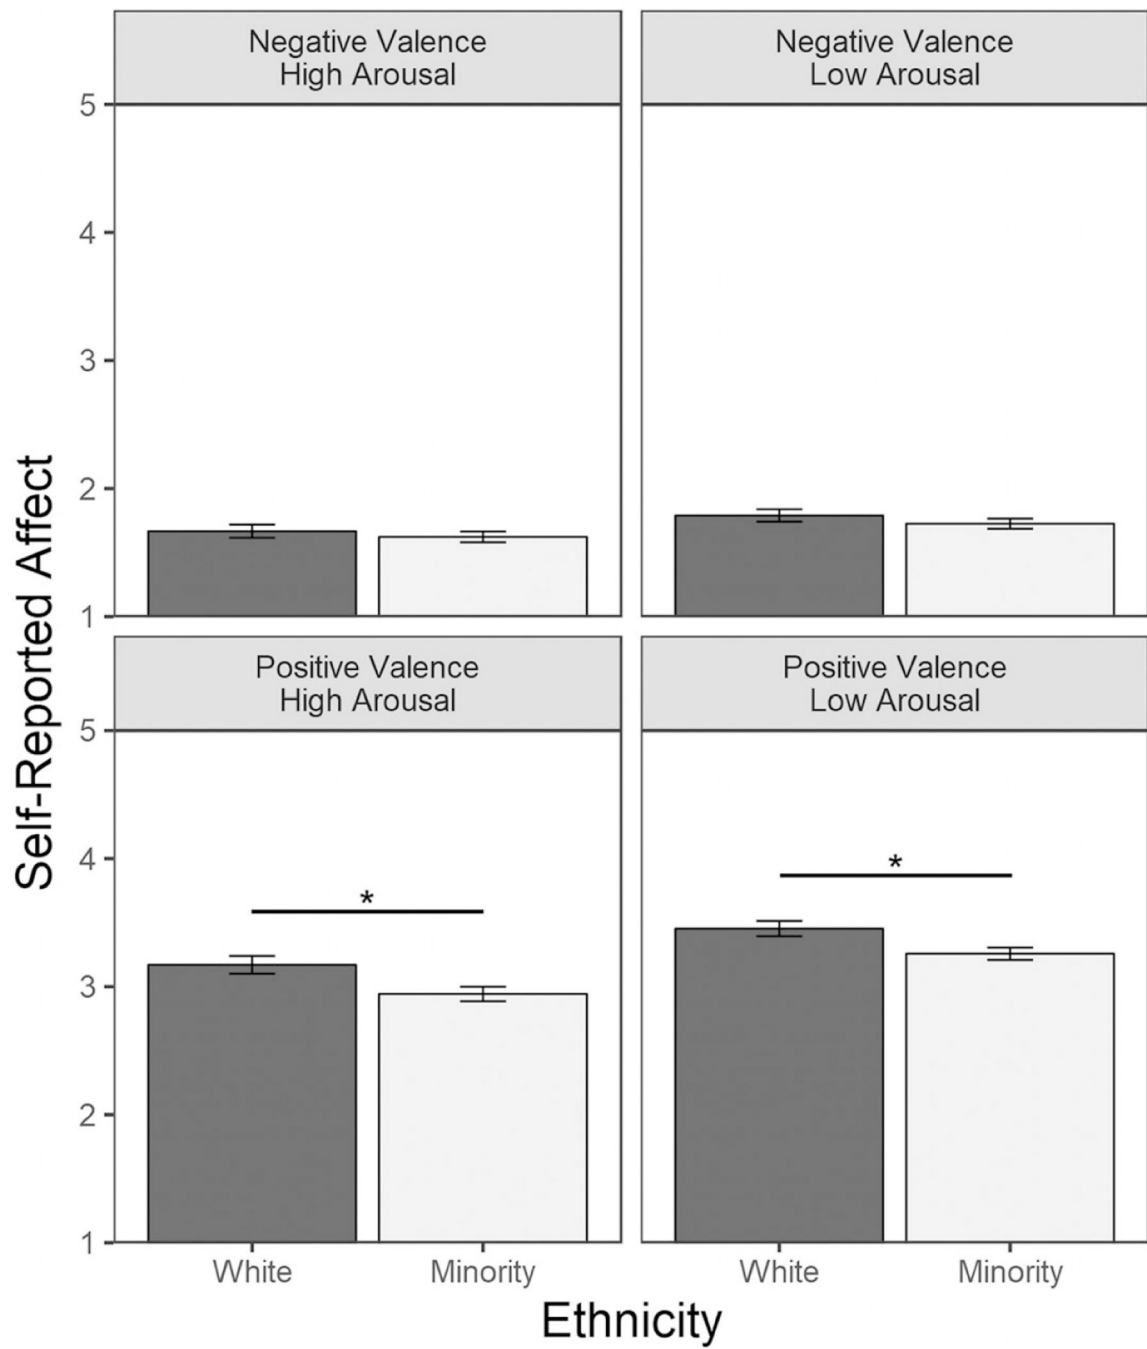 Negative Valence
High Arousal
Negative Valence
Low Arousal
5
4
3
2
1
Positive Valence
High Arousal
Positive Valence
Low Arousal
5
4
3
2
1
*
*
White
Minority
White
Minority
Self-Reported Affect
Ethnicity